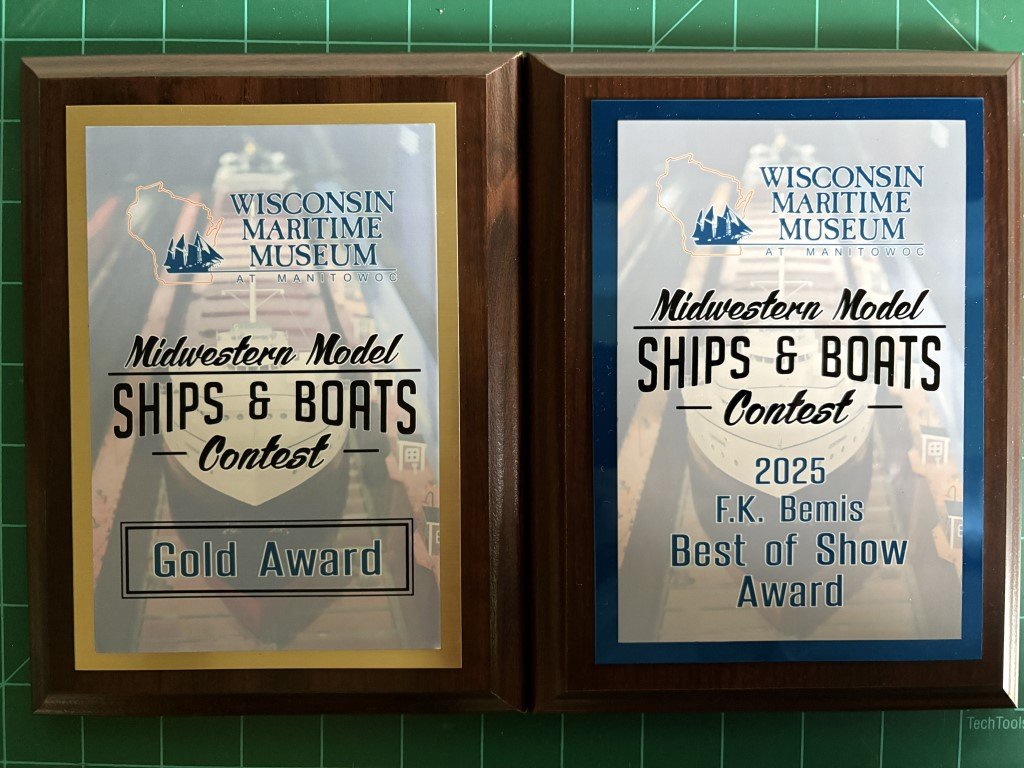 WISCONSIN
MARITIME
MUSEUM
AT MANITOWOC
Midwestern Model
SHIPS & BOATS
Contest
Gold Award
WISCONSIN
MARITIME
MUSEUM
AT MANITOWOC
Midwestern Model
SHIPS & BOATS
Contest
2025
F.K. Bemis
Best of Show
Award
TechTools